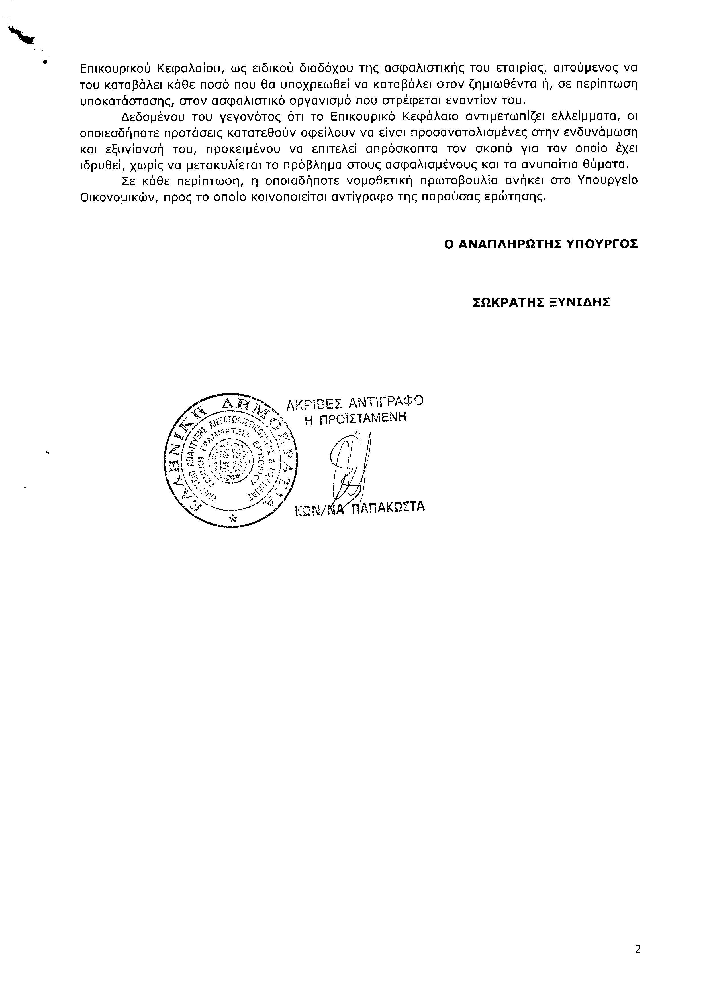 Επικουρικού Κεφαλαίου, ως ειδικού διαδόχου της ασφαλιστικής του εταιρίας, αιτούμενος να
του καταβάλει κάθε ποσό που θα υποχρεωθεί να καταβάλει στον ζημιωθέντα ή, σε περίπτωση
υποκατάστασης, στον ασφαλιστικό οργανισμό που στρέφεται εναντίον του.
Δεδομένου του γεγονότος ότι το Επικουρικό Κεφάλαιο αντιμετωπίζει ελλείμματα, οι
οποιεσδήποτε προτάσεις κατατεθούν οφείλουν να είναι προσανατολισμένες στην ενδυνάμωση
και εξυγίανσή του, προκειμένου να επιτελεί απρόσκοπτα τον σκοπό για τον οποίο έχει
ιδρυθεί, χωρίς να μετακυλίεται το πρόβλημα στους ασφαλισμένους και τα ανυπαίτια θύματα.
Σε κάθε περίπτωση, η οποιαδήποτε νομοθετική πρωτοβουλία ανήκει στο Υπουργείο
Οικονομικών, προς το οποίο κοινοποιείται αντίγραφο της παρούσας ερώτησης.
Ο ΑΝΑΠΛΗΡΩΤΗΣ ΥΠΟΥΡΓΟΣ
ΣΩΚΡΑΤΗΣ ΞΥΝΙΔΗΣ
ΕΛΛΗΝΙΚΗ ΔΗΜΟΚΡΑΤΙΑ
ΥΠΟΥΡΓΕΙΟ ΑΝΑΠΤΥΞΗΣ ΑΝΤΑΓΩΝΙΣΤΙΚΟΤΗΤΑΣ & ΝΑΥΤΙΛΙΑΣ
ΓΕΝΙΚΗ ΓΡΑΜΜΑΤΕΙΑ ΕΜΠΟΡΙΟΥ
ΑΚΡΙΒΕΣ ΑΝΤΙΓΡΑΦΟ
Η ΠΡΟΪΣΤΑΜΕΝΗ
ΚΩΝ/ΝΑ ΠΑΠΑΚΩΣΤΑ
2